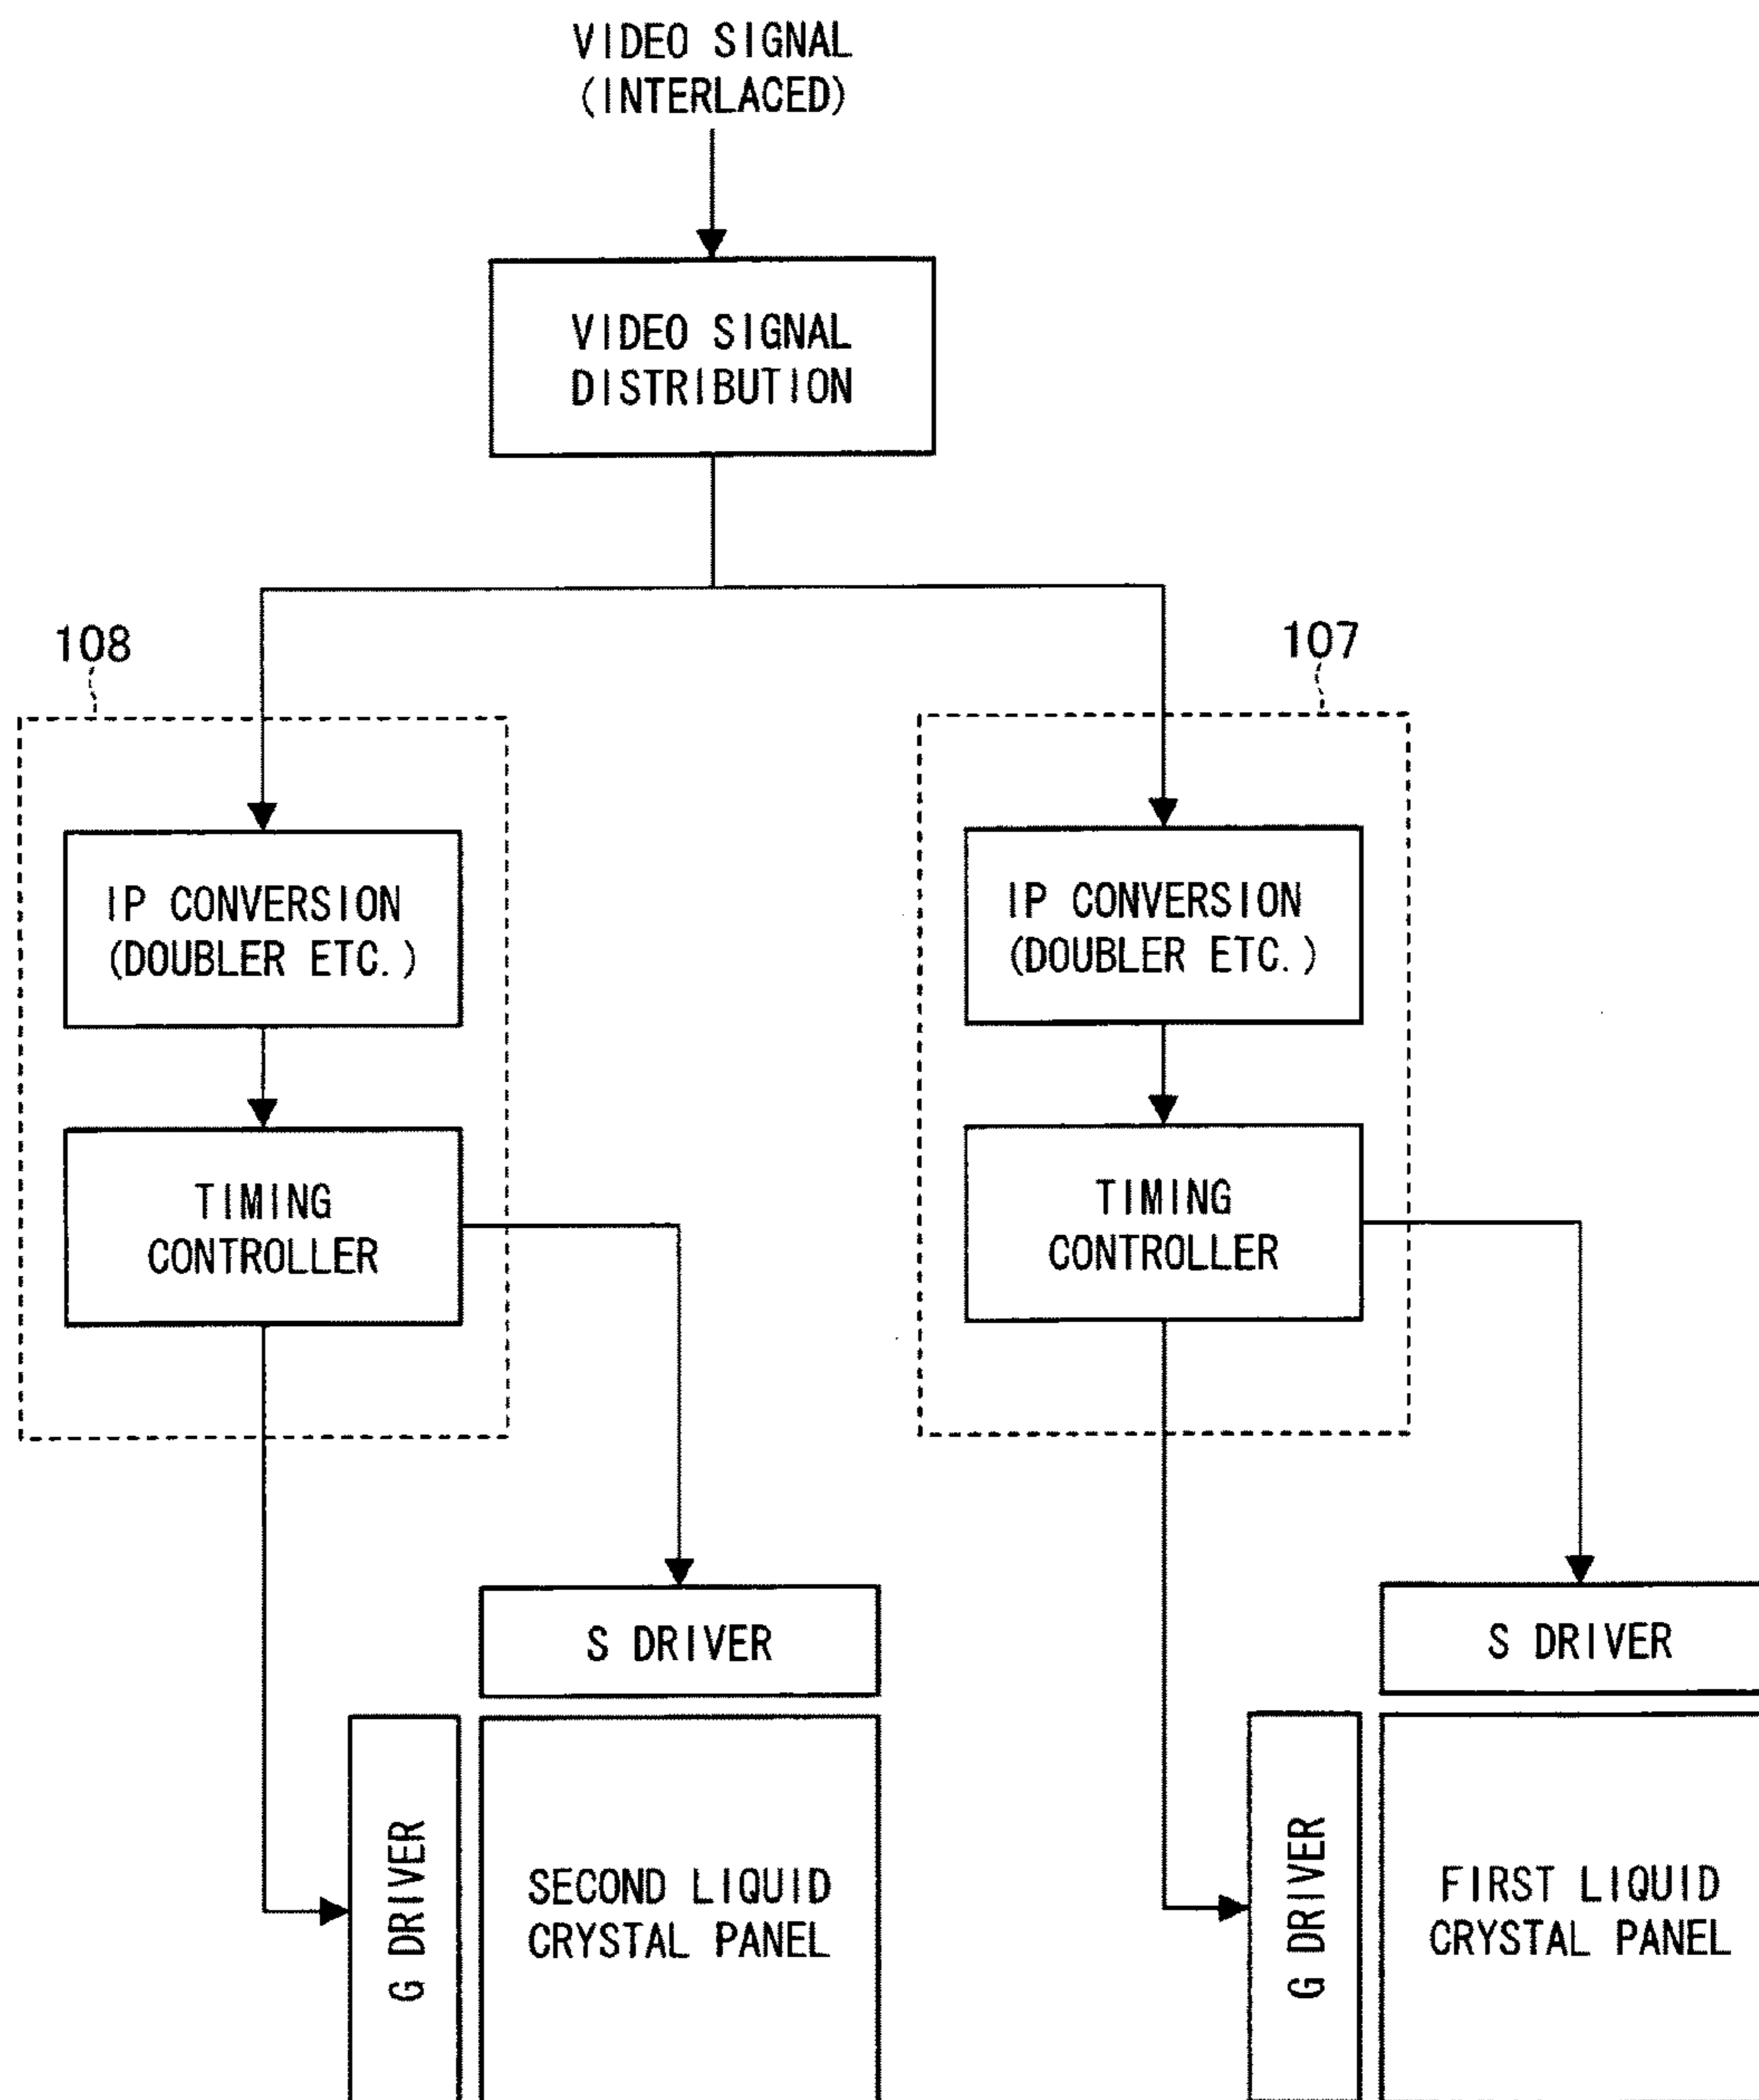 VIDEO SIGNAL
(INTERLACED)
VIDEO SIGNAL
DISTRIBUTION
108
107
IP CONVERSION
(DOUBLER ETC.)
IP CONVERSION
(DOUBLER ETC.)
TIMING
CONTROLLER
TIMING
CONTROLLER
S DRIVER
S DRIVER
G DRIVER
SECOND LIQUID
CRYSTAL PANEL
G DRIVER
FIRST LIQUID
CRYSTAL PANEL